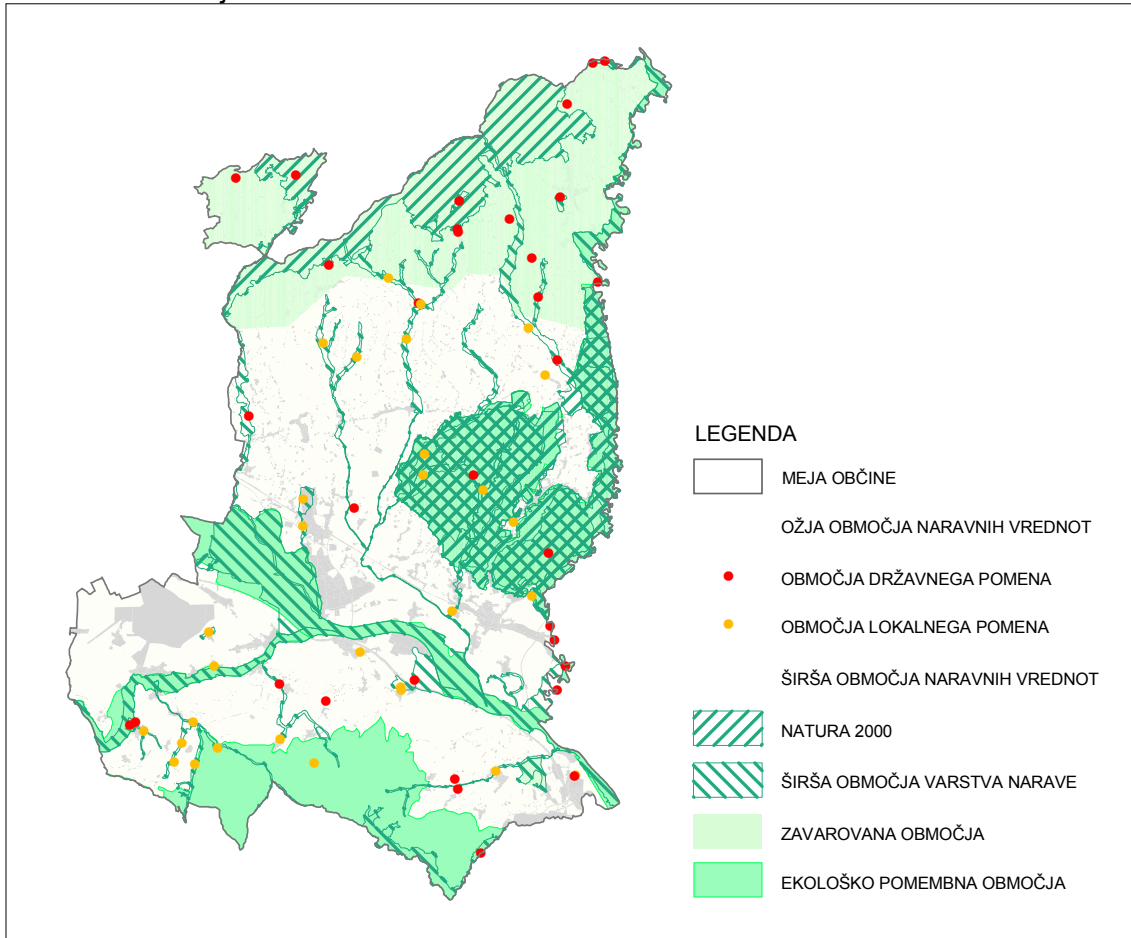 LEGENDA
MEJA OBČINE
OŽJA OBMOČJA NARAVNIH VREDNOT
OBMOČJA DRŽAVNEGA POMENA
OBMOČJA LOKALNEGA POMENA
ŠIRŠA OBMOČJA NARAVNIH VREDNOT
NATURA 2000
ŠIRŠA OBMOČJA VARSTVA NARAVE
ZAVAROVANA OBMOČJA
EKOLOŠKO POMEMBNA OBMOČJA